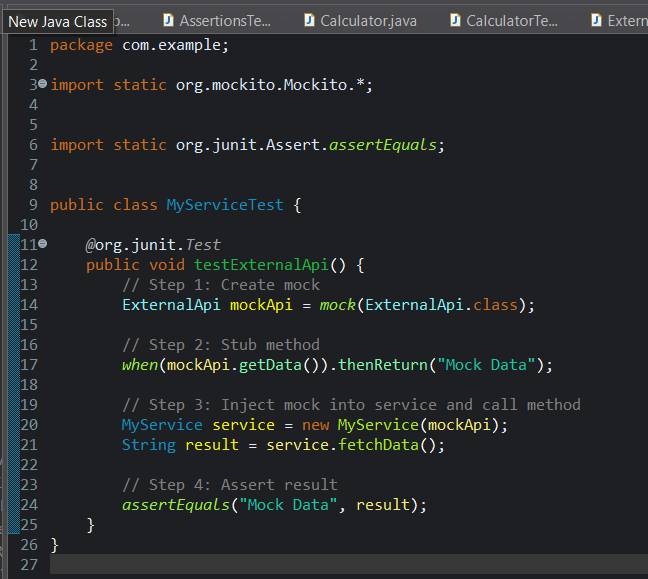 New Java Class
AssertionsTe... Calculator.java CalculatorTe... Extern
1 package com.example;
2
3 import static org.mockito.Mockito.*;
4
5
6 import static org.junit.Assert.assertEquals;
7
8
9 public class MyServiceTest {
10
11 @org.junit.Test
12 public void testExternalApi() {
13 // Step 1: Create mock
14 ExternalApi mockApi = mock(ExternalApi.class);
15
16 // Step 2: Stub method
17 when(mockApi.getData()).thenReturn("Mock Data");
18
19 // Step 3: Inject mock into service and call method
20 MyService service = new MyService(mockApi);
21 String result = service.fetchData();
22
23 // Step 4: Assert result
24 assertEquals("Mock Data", result);
25 }
26 }
27